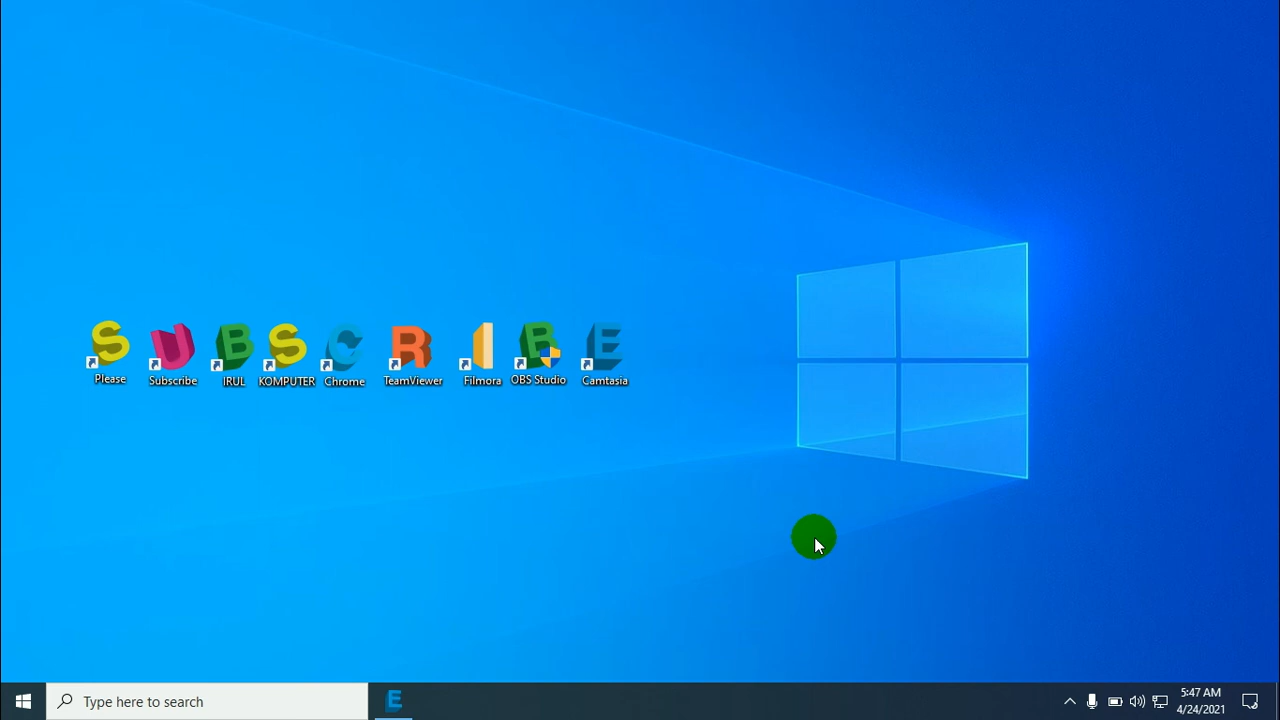 S U B S C R I B E
Please Subscribe IRUL KOMPUTER Chrome TeamViewer Filmora OBS Studio Camtasia
Type here to search
E
5:47 AM
4/24/2021